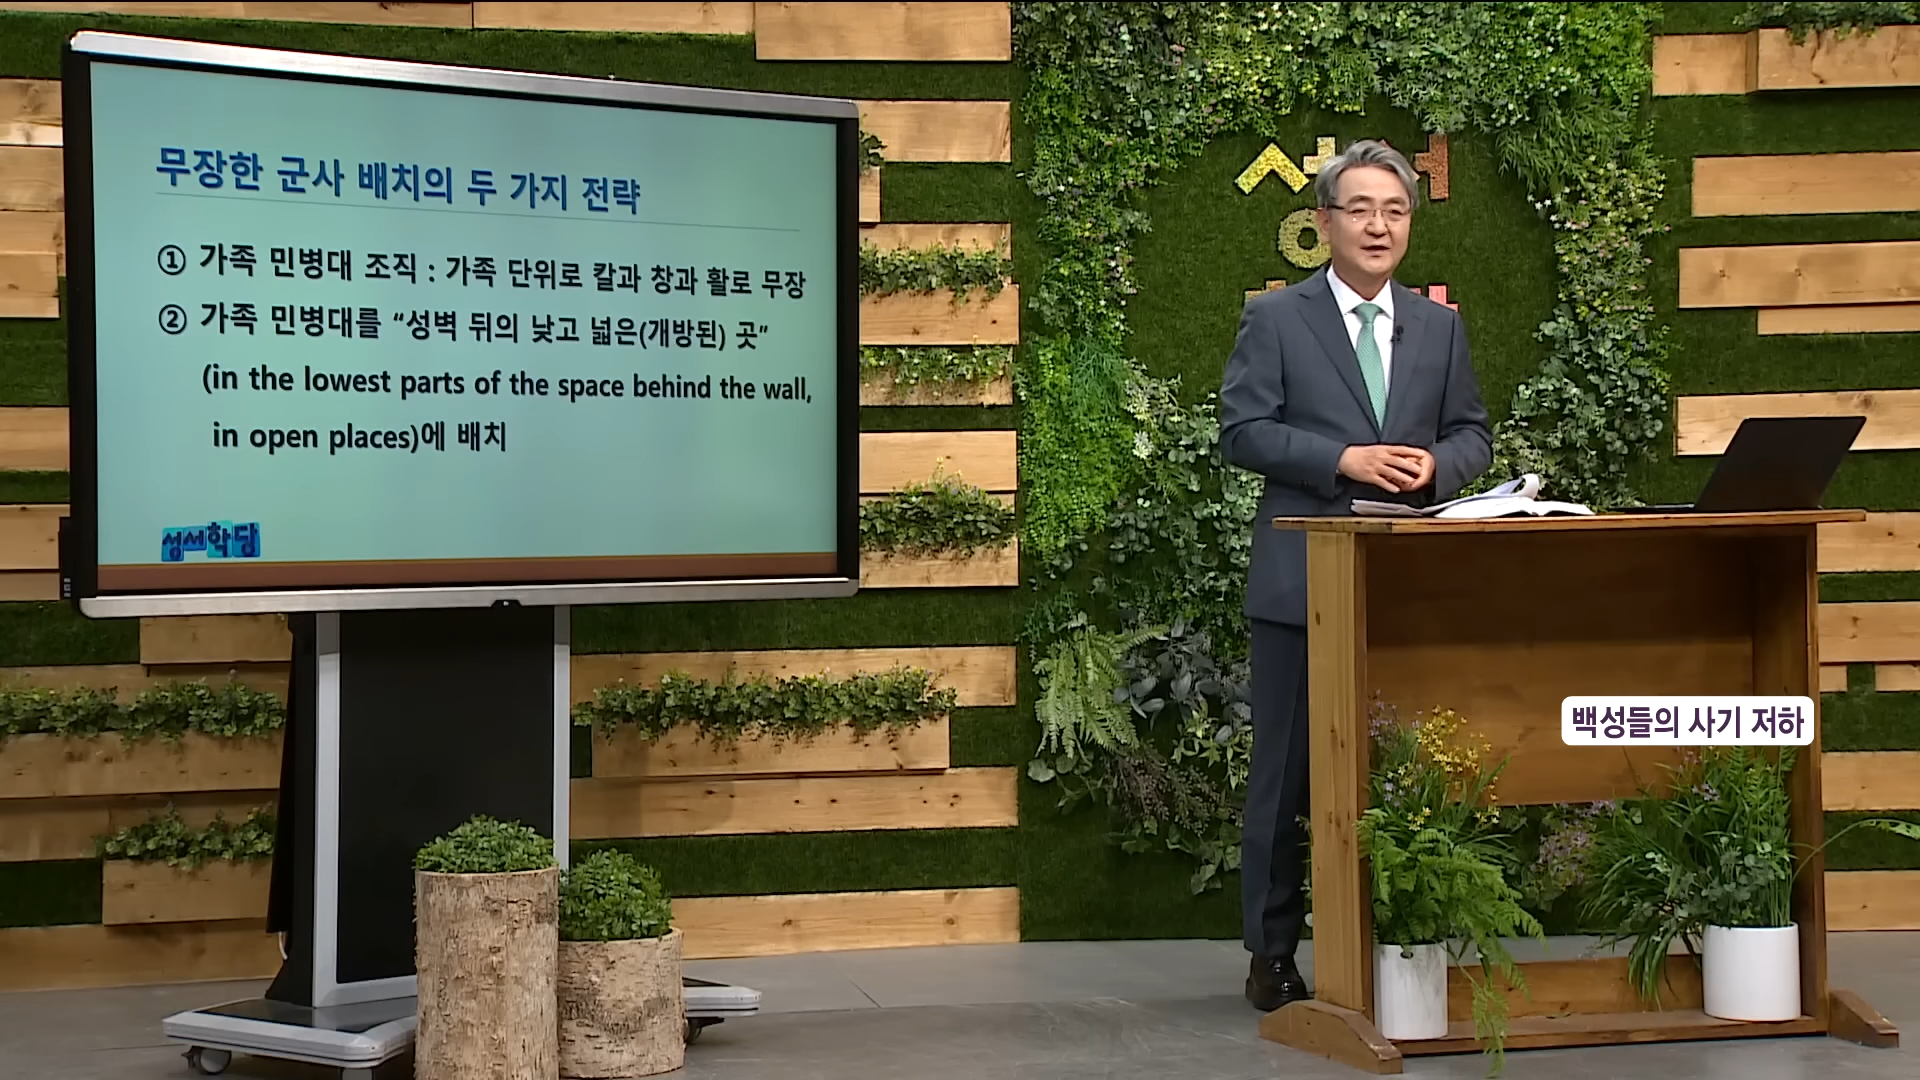 무장한 군사 배치의 두 가지 전략
① 가족 민병대 조직 : 가족 단위로 칼과 창과 활로 무장
② 가족 민병대를 “성벽 뒤의 낮고 넓은(개방된) 곳”
(in the lowest parts of the space behind the wall,
in open places)에 배치
성서학당
백성들의 사기 저하